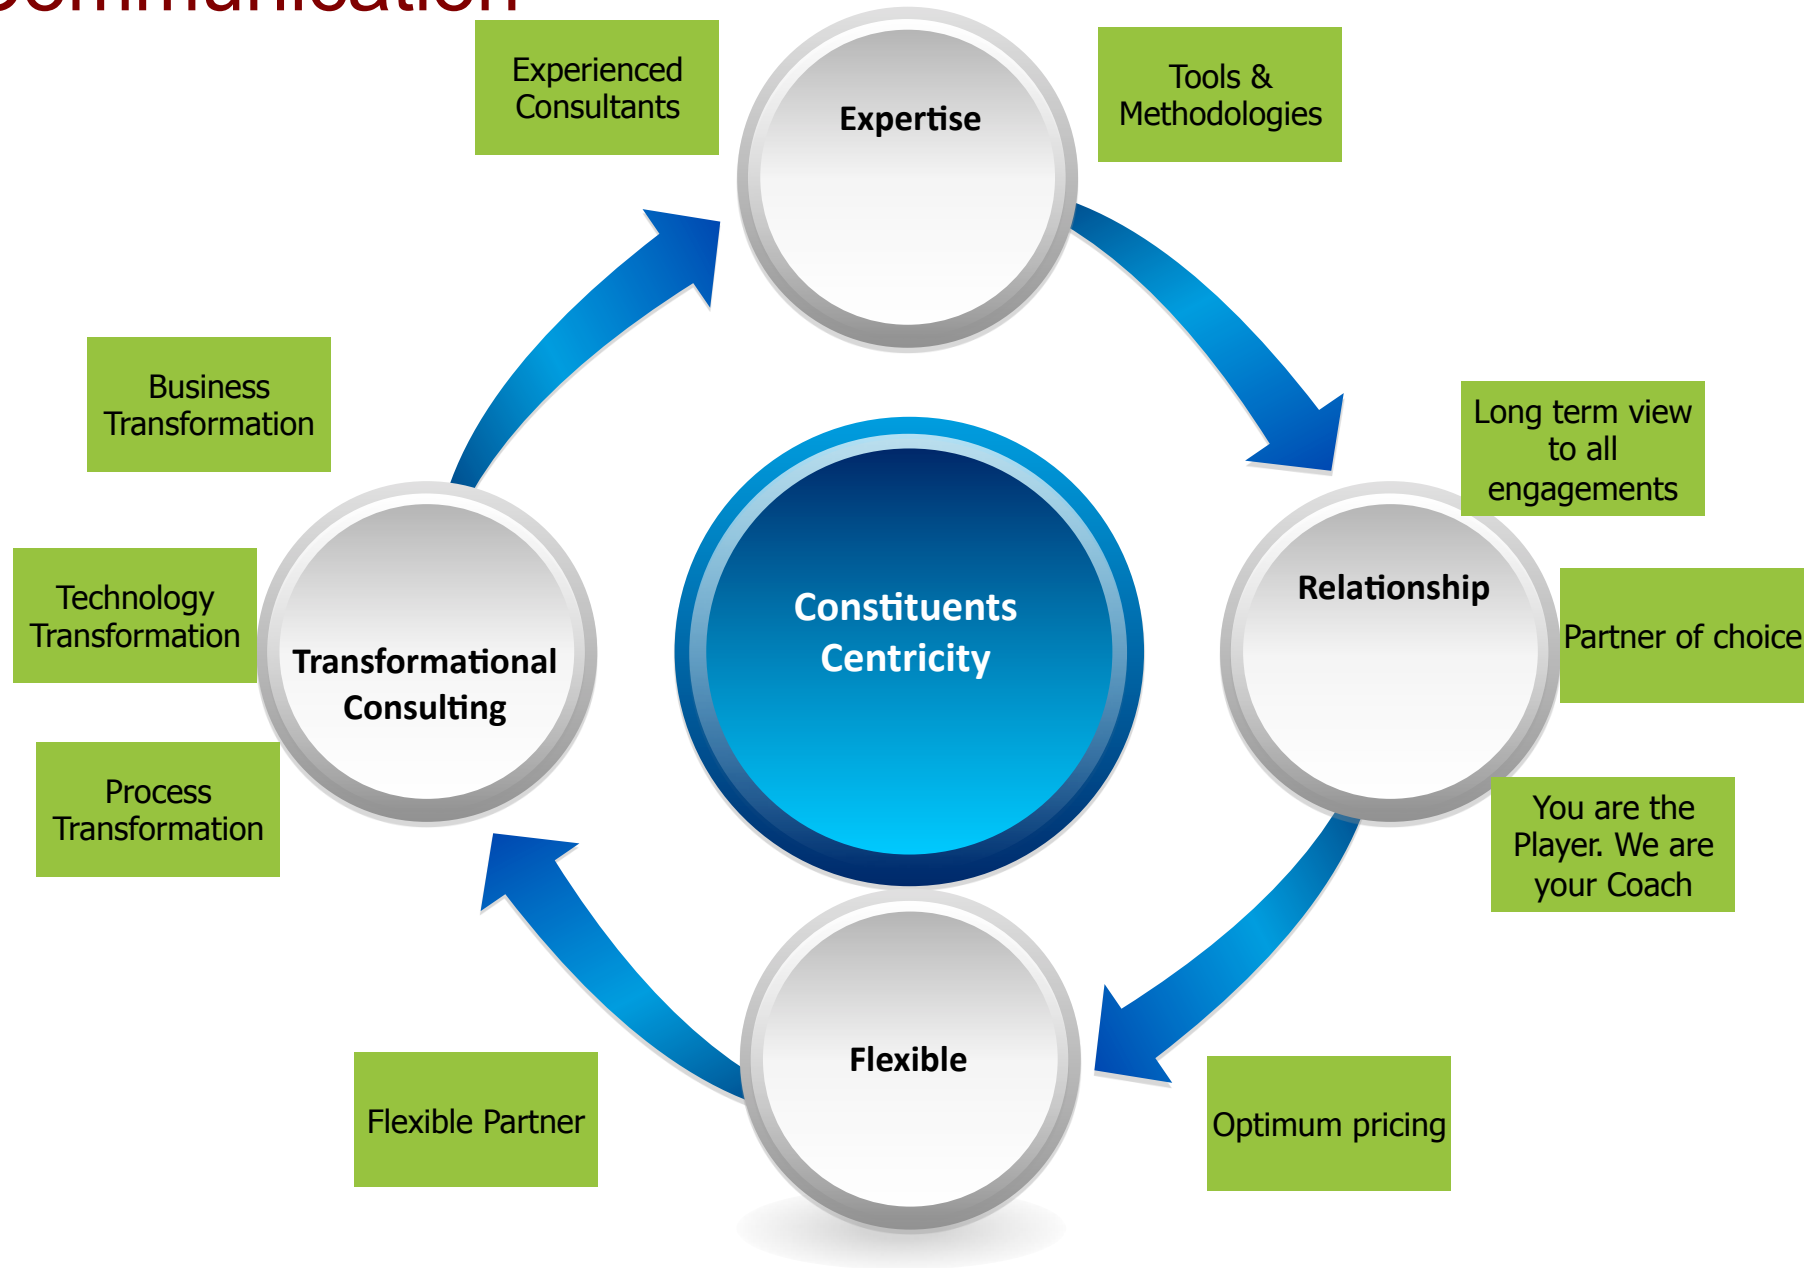 Experienced
Consultants
Expertise
Tools &
Methodologies
Business
Transformation
Long term view
to all
engagements
Technology
Transformation
Transformational
Consulting
Constituents
Centricity
Relationship
Partner of choice
Process
Transformation
You are the
Player. We are
your Coach
Flexible
Flexible Partner
Optimum pricing